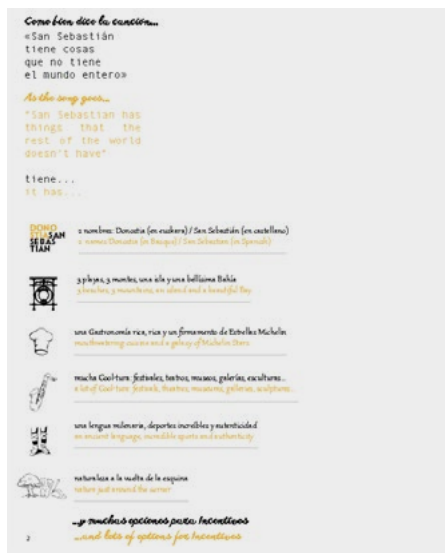 Como bien dice la canción...
«San Sebastián
tiene cosas
que no tiene
el mundo entero»
As the song goes...
"San Sebastian has
things that the
rest of the world
doesn't have"
tiene...
it has...
DONO
STIASAN
SEBAS
TIAN
2 nombres: Donostia (en euskera) / San Sebastián (en castellano)
2 names: Donostia (in Basque) / San Sebastian (in Spanish)
3 playas, 3 montes, una isla y una bellísima Bahía
3 beaches, 3 mountains, an island and a beautiful Bay
una Gastronomía rica, rica y un firmamento de Estrellas Michelin
mouthwatering cuisine and a galaxy of Michelin Stars
mucha Cool-ture: festivales, teatros, museos, galerías, esculturas...
a lot of Cool-ture: festivals, theatres, museums, galleries, sculptures...
una lengua milenaria, deportes increíbles y autenticidad
an ancient language, incredible sports and authenticity
naturaleza a la vuelta de la esquina
nature just around the corner
...y muchas opciones para Incentivos
...and lots of options for Incentives
2